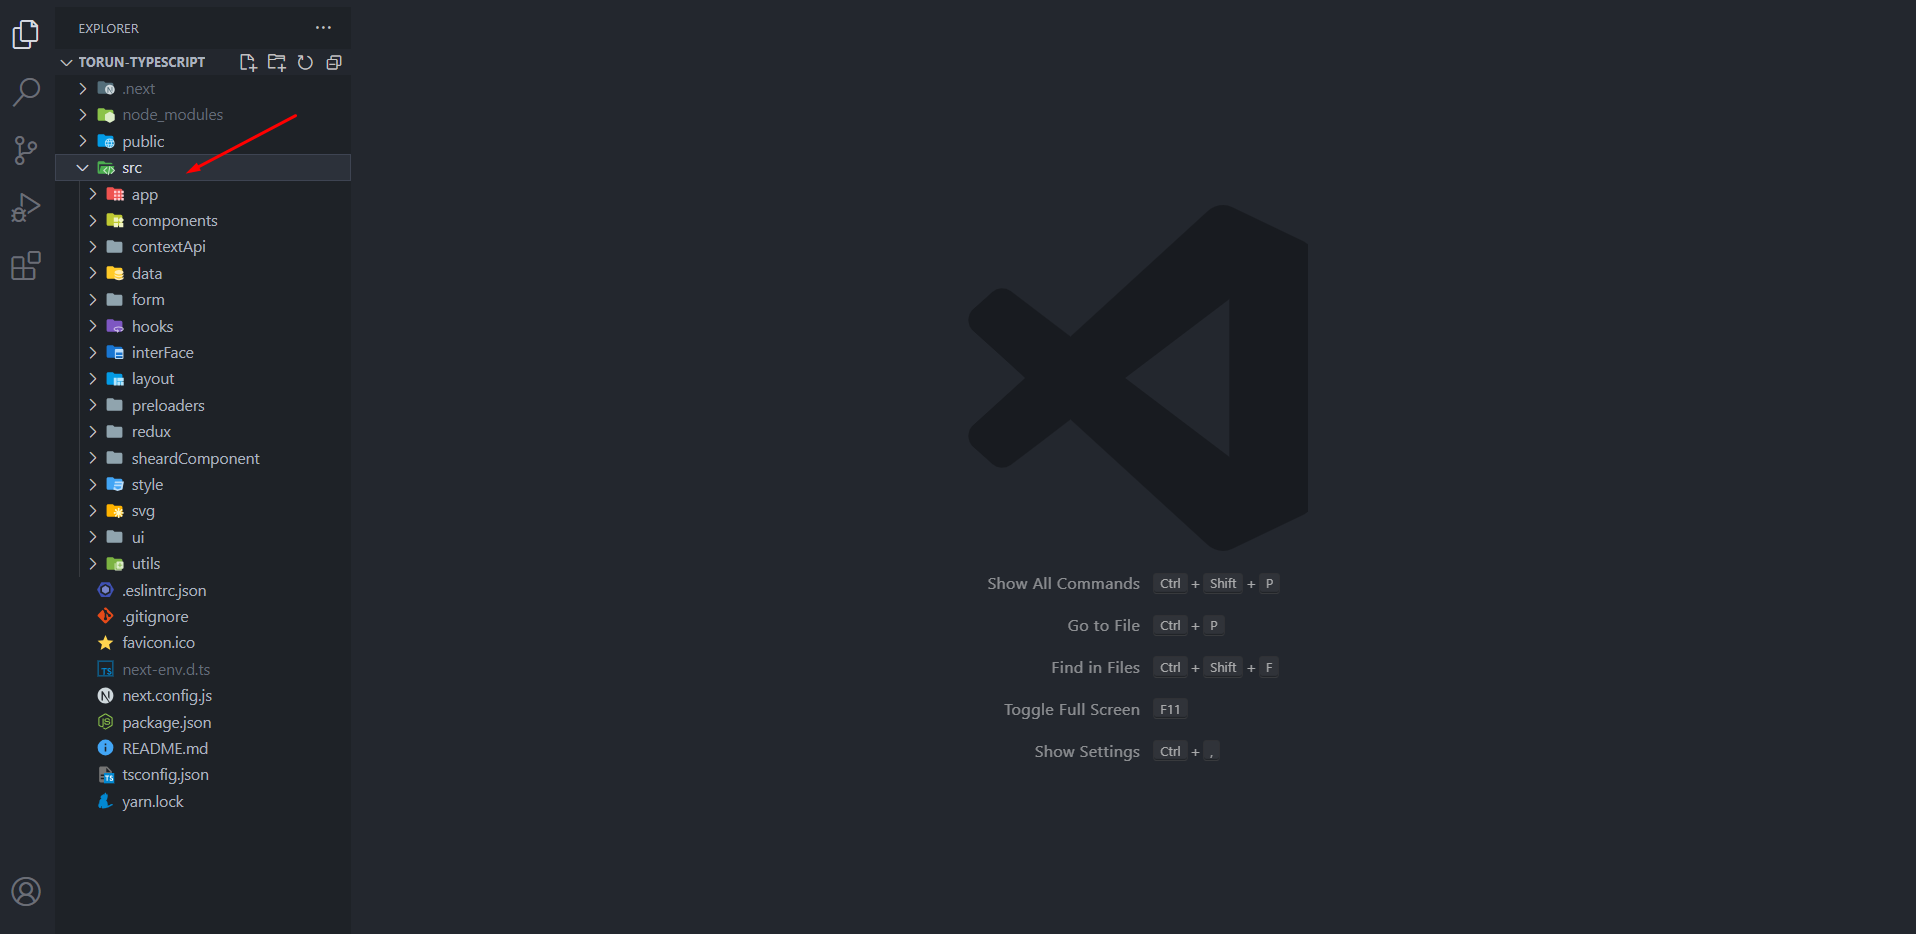 EXPLORER
TORUN-TYPESCRIPT
.next
node_modules
public
src
app
components
contextApi
data
form
hooks
interFace
layout
preloaders
redux
sheardComponent
style
svg
ui
utils
.eslintrc.json
.gitignore
favicon.ico
next-env.d.ts
next.config.js
package.json
README.md
tsconfig.json
yarn.lock
Show All Commands Ctrl + Shift + P
Go to File Ctrl + P
Find in Files Ctrl + Shift + F
Toggle Full Screen F11
Show Settings Ctrl + ,